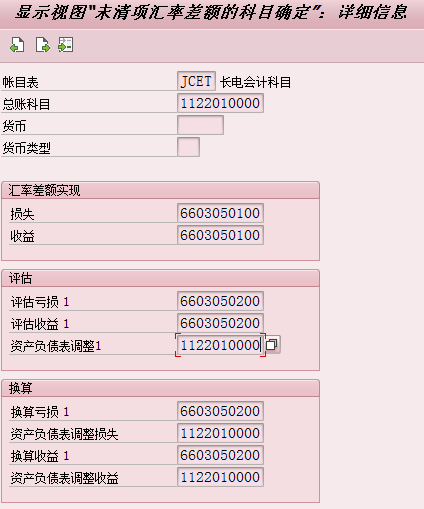 显示视图"未清项汇率差额的科目确定": 详细信息
帐目表 JCET 长电会计科目
总账科目 1122010000
货币
货币类型
汇率差额实现
损失 6603050100
收益 6603050100
评估
评估亏损 1 6603050200
评估收益 1 6603050200
资产负债表调整1 1122010000
换算
换算亏损 1 6603050200
资产负债表调整损失 1122010000
换算收益 1 6603050200
资产负债表调整收益 1122010000